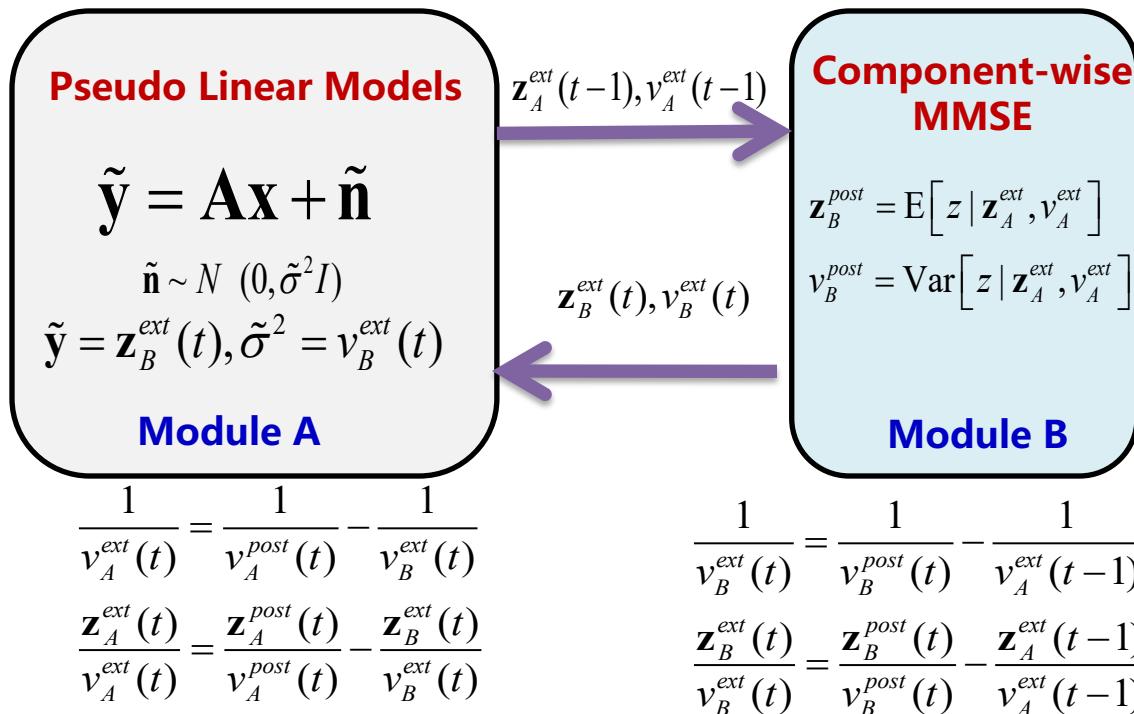 Pseudo Linear Models
ỹ = Ax + ñ
ñ ~ N (0, σ̃²I)
ỹ = z_B^{ext}(t), σ̃² = v_B^{ext}(t)
Module A
z_A^{ext}(t−1), v_A^{ext}(t−1)
z_B^{ext}(t), v_B^{ext}(t)
Component-wise
MMSE
z_B^{post} = E[z | z_A^{ext}, v_A^{ext}]
v_B^{post} = Var[z | z_A^{ext}, v_A^{ext}]
Module B
1/v_A^{ext}(t) = 1/v_A^{post}(t) − 1/v_B^{ext}(t)
z_A^{ext}(t)/v_A^{ext}(t) = z_A^{post}(t)/v_A^{post}(t) − z_B^{ext}(t)/v_B^{ext}(t)
1/v_B^{ext}(t) = 1/v_B^{post}(t) − 1/v_A^{ext}(t−1)
z_B^{ext}(t)/v_B^{ext}(t) = z_B^{post}(t)/v_B^{post}(t) − z_A^{ext}(t−1)/v_A^{ext}(t−1)